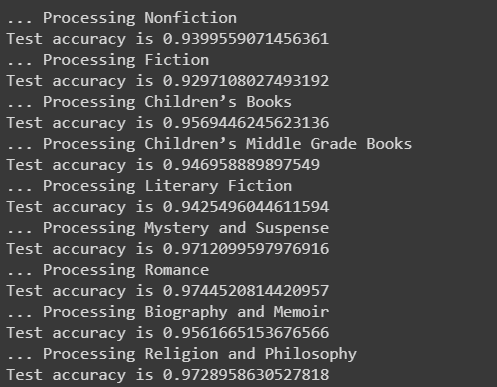 ... Processing Nonfiction
Test accuracy is 0.9399559071456361
... Processing Fiction
Test accuracy is 0.9297108027493192
... Processing Children’s Books
Test accuracy is 0.9569446245623136
... Processing Children’s Middle Grade Books
Test accuracy is 0.946958889897549
... Processing Literary Fiction
Test accuracy is 0.9425496044611594
... Processing Mystery and Suspense
Test accuracy is 0.9712099597976916
... Processing Romance
Test accuracy is 0.9744520814420957
... Processing Biography and Memoir
Test accuracy is 0.9561665153676566
... Processing Religion and Philosophy
Test accuracy is 0.9728958630527818